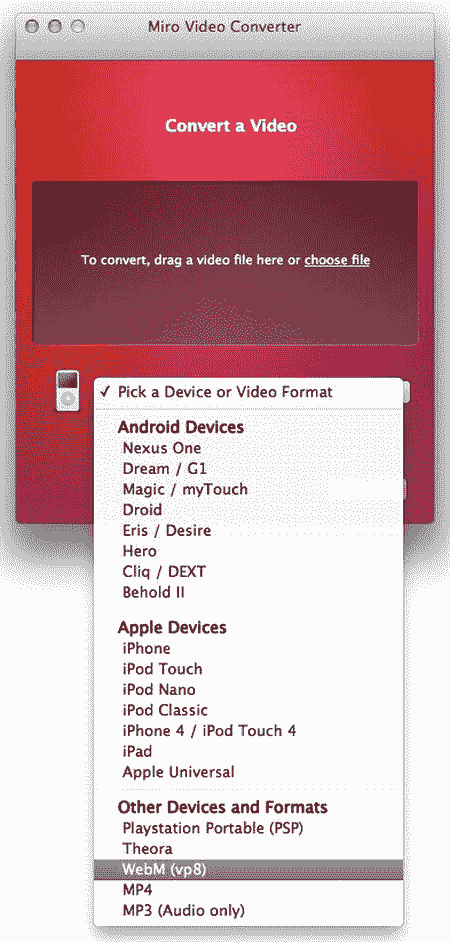 Miro Video Converter
Convert a Video
To convert, drag a video file here or choose file
✓ Pick a Device or Video Format
Android Devices
Nexus One
Dream / G1
Magic / myTouch
Droid
Eris / Desire
Hero
Cliq / DEXT
Behold II
Apple Devices
iPhone
iPod Touch
iPod Nano
iPod Classic
iPhone 4 / iPod Touch 4
iPad
Apple Universal
Other Devices and Formats
Playstation Portable (PSP)
Theora
WebM (vp8)
MP4
MP3 (Audio only)